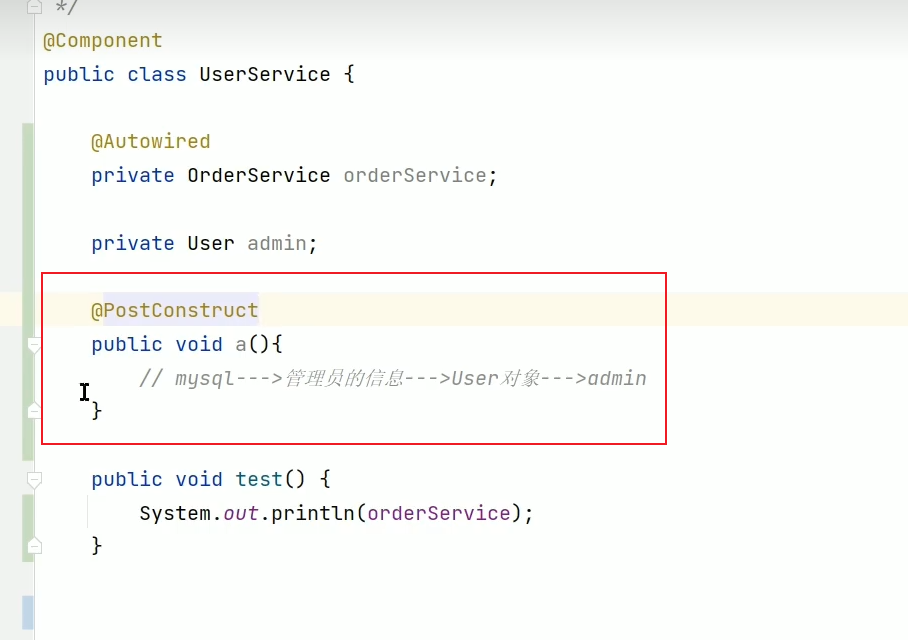 */
@Component
public class UserService {
@Autowired
private OrderService orderService;
private User admin;
@PostConstruct
public void a(){
// mysql--->管理员的信息--->User对象--->admin
}
public void test() {
System.out.println(orderService);
}